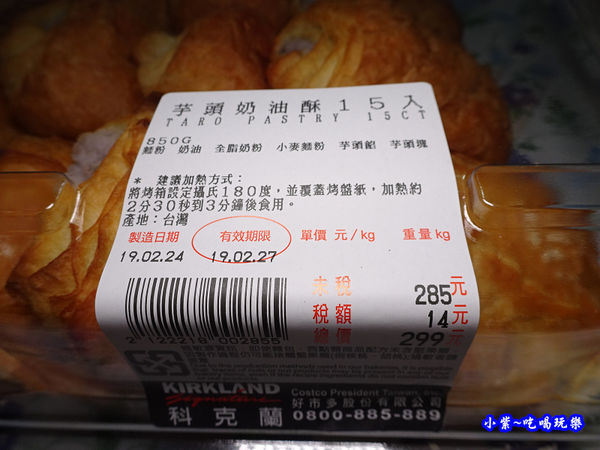 芋頭奶油酥15入
TARO PASTRY 15CT
850G
麵粉 奶油 全脂奶粉 小麥麵粉 芋頭餡 芋頭塊
* 建議加熱方式:
將烤箱設定攝氏180度，並覆蓋烤盤紙，加熱約
2分30秒到3分鐘後食用。
產地：台灣
製造日期 有效期限 單價 元/kg 重量kg
19.02.24 19.02.27
未稅 285元
稅額 14元
總價 299元
2 122218 002855
KIRKLAND
Signature
科克蘭
Costco President Taiwan, Inc.
好市多股份有限公司
0800-885-889
小紫~吃喝玩樂